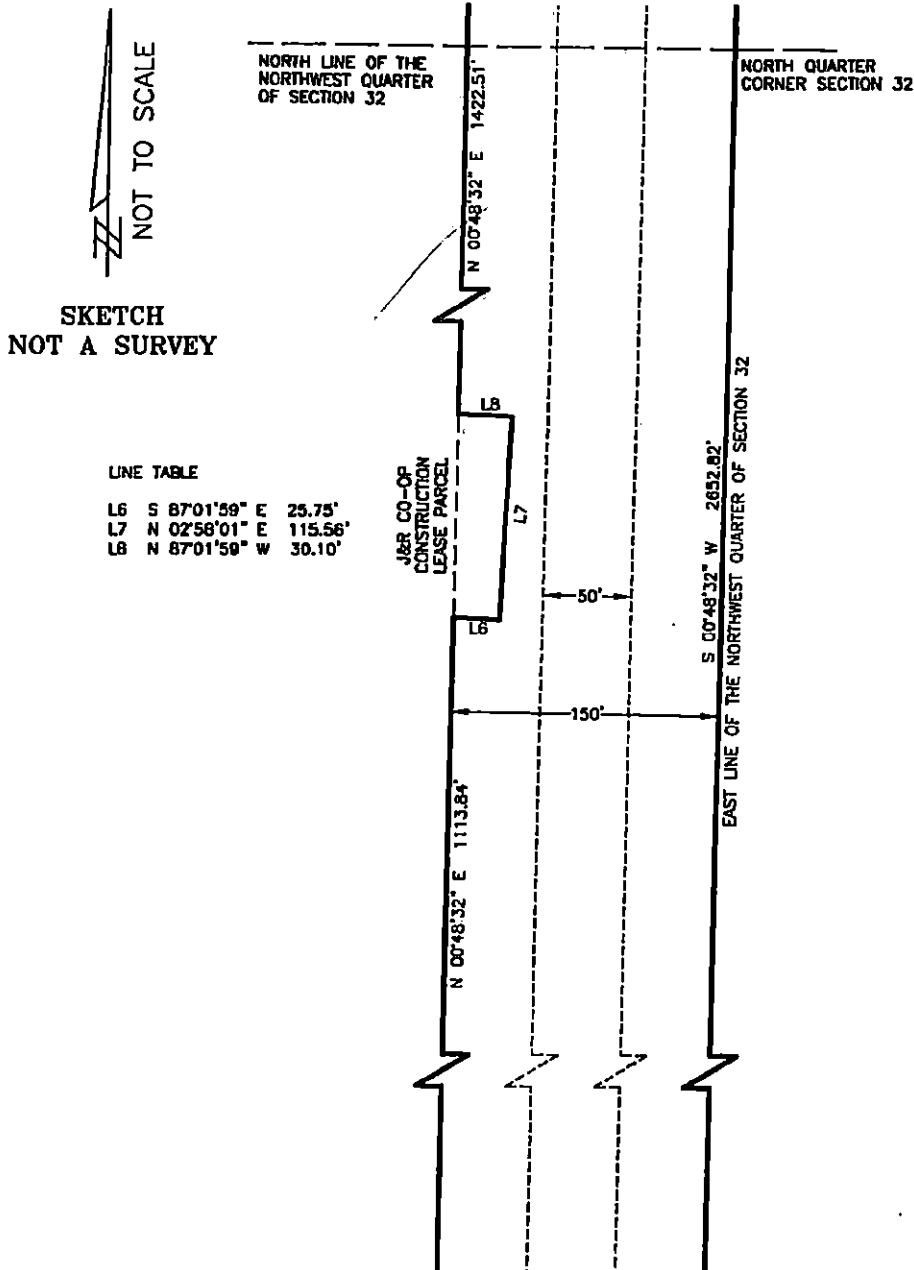 NOT TO SCALE
SKETCH
NOT A SURVEY
NORTH LINE OF THE
NORTHWEST QUARTER
OF SECTION 32
NORTH QUARTER
CORNER SECTION 32
N 00°48'32" E 1422.51'
L8
LINE TABLE
L6 S 87°01'59" E 25.75'
L7 N 02°58'01" E 115.56'
L8 N 87°01'59" W 30.10'
J&R CO-OP
CONSTRUCTION
LEASE PARCEL
L7
L6
50'
150'
S 00°48'32" W 2652.82'
EAST LINE OF THE NORTHWEST QUARTER OF SECTION 32
N 00°48'32" E 1113.84'